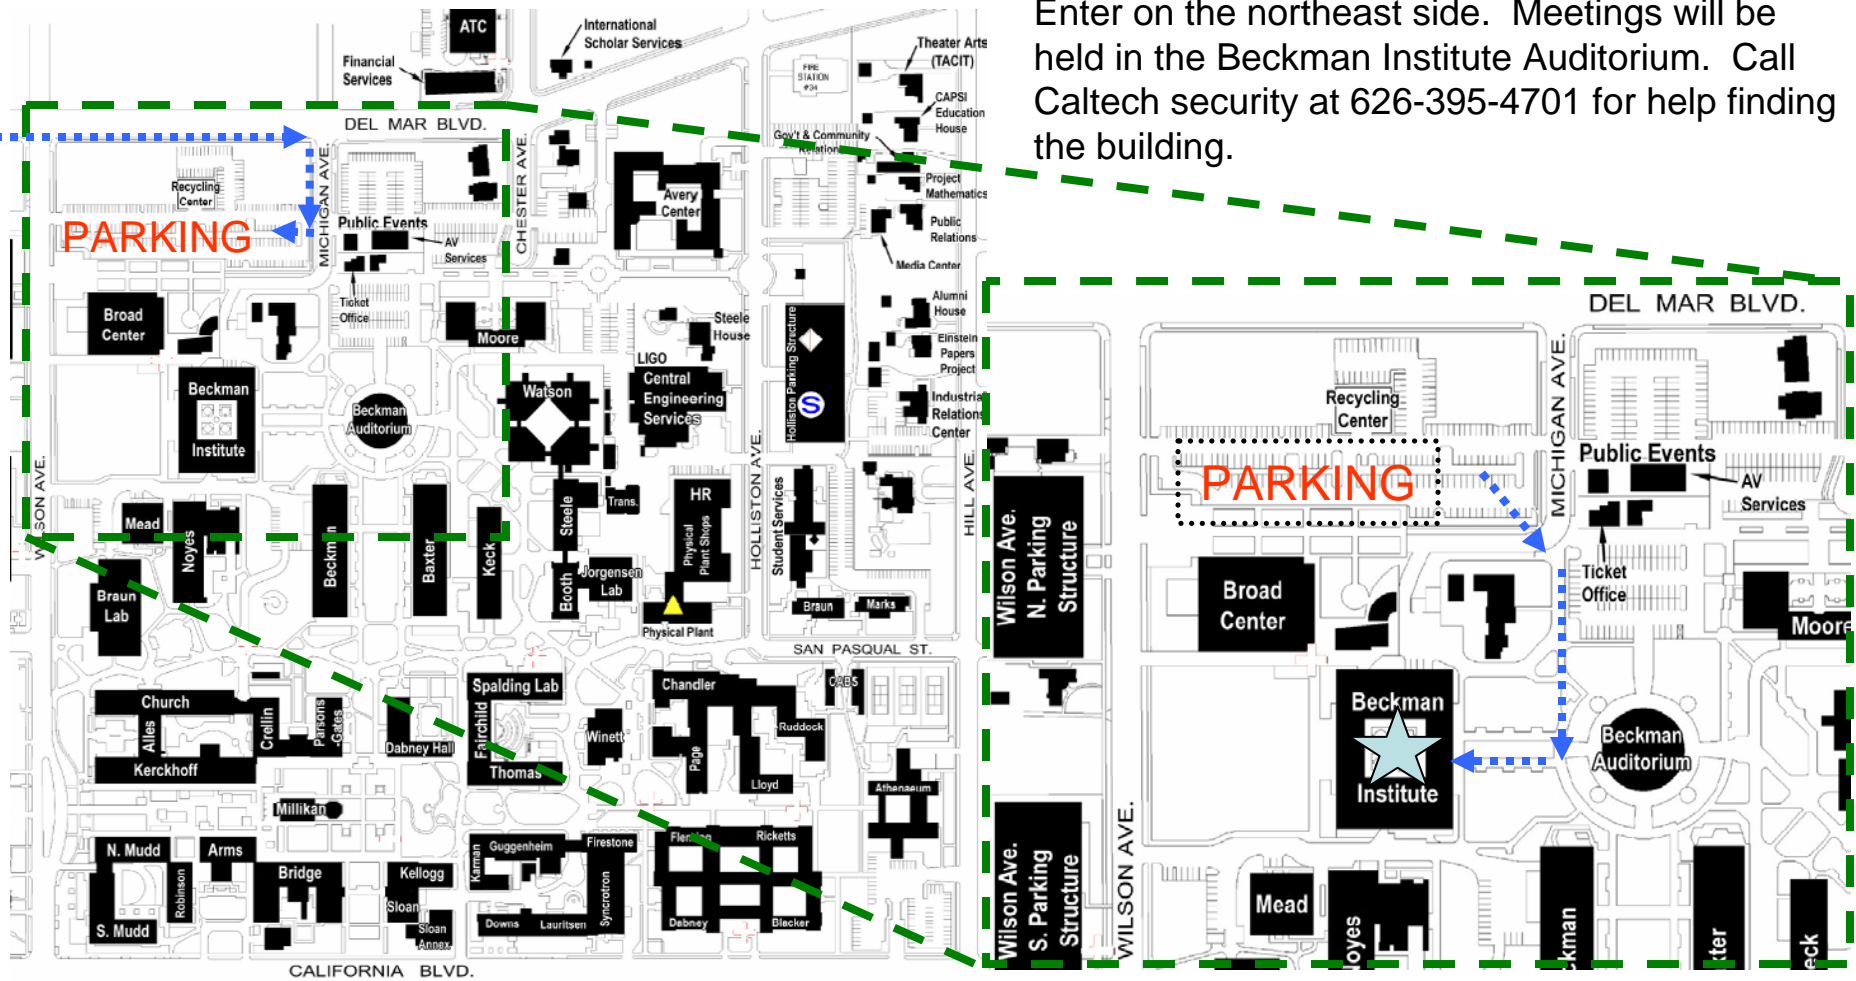 Enter on the northeast side. Meetings will be
held in the Beckman Institute Auditorium. Call
Caltech security at 626-395-4701 for help finding
the building.
ATC
International
Scholar Services
Financial
Services
FIRE
STATION
#34
Theater Arts
(TACIT)
CAPSI
Education
House
DEL MAR BLVD.
Gov't & Community
Relations
Recycling
Center
MICHIGAN AVE.
CHESTER AVE.
Avery
Center
Project
Mathematics
Public
Relations
PARKING
Public Events
AV
Services
Media Center
Ticket
Office
Broad
Center
Moore
Steele
House
Alumni
House
Einstein
Papers
Project
LIGO
Central
Engineering
Services
Holliston Parking Structure
S
Industrial
Relations
Center
Beckman
Institute
Beckman
Auditorium
Watson
WILSON AVE.
HOLLISTON AVE.
HILL AVE.
Mead
Noyes
Beckman
Baxter
Keck
Steele
Trans.
HR
Physical
Plant Shops
Student Services
Braun
Lab
Booth
Jorgensen
Lab
Physical Plant
Braun
Marks
SAN PASQUAL ST.
Church
Alles
Crellin
Parsons
-Gates
Kerckhoff
Dabney Hall
Spalding Lab
Fairchild
Thomas
Winett
Chandler
Page
Ruddock
Lloyd
CABS
Athenaeum
Millikan
N. Mudd
Arms
Robinson
S. Mudd
Bridge
Kellogg
Sloan
Sloan
Annex
Karman
Guggenheim
Firestone
Syncrotron
Downs
Lauritsen
Fleming
Ricketts
Dabney
Blacker
CALIFORNIA BLVD.
DEL MAR BLVD.
MICHIGAN AVE.
Recycling
Center
PARKING
Public Events
AV
Services
Ticket
Office
Wilson Ave.
N. Parking
Structure
Broad
Center
Moore
Beckman
Institute
Beckman
Auditorium
Wilson Ave.
S. Parking
Structure
WILSON AVE.
Mead
Noyes
ckman
xter
eck